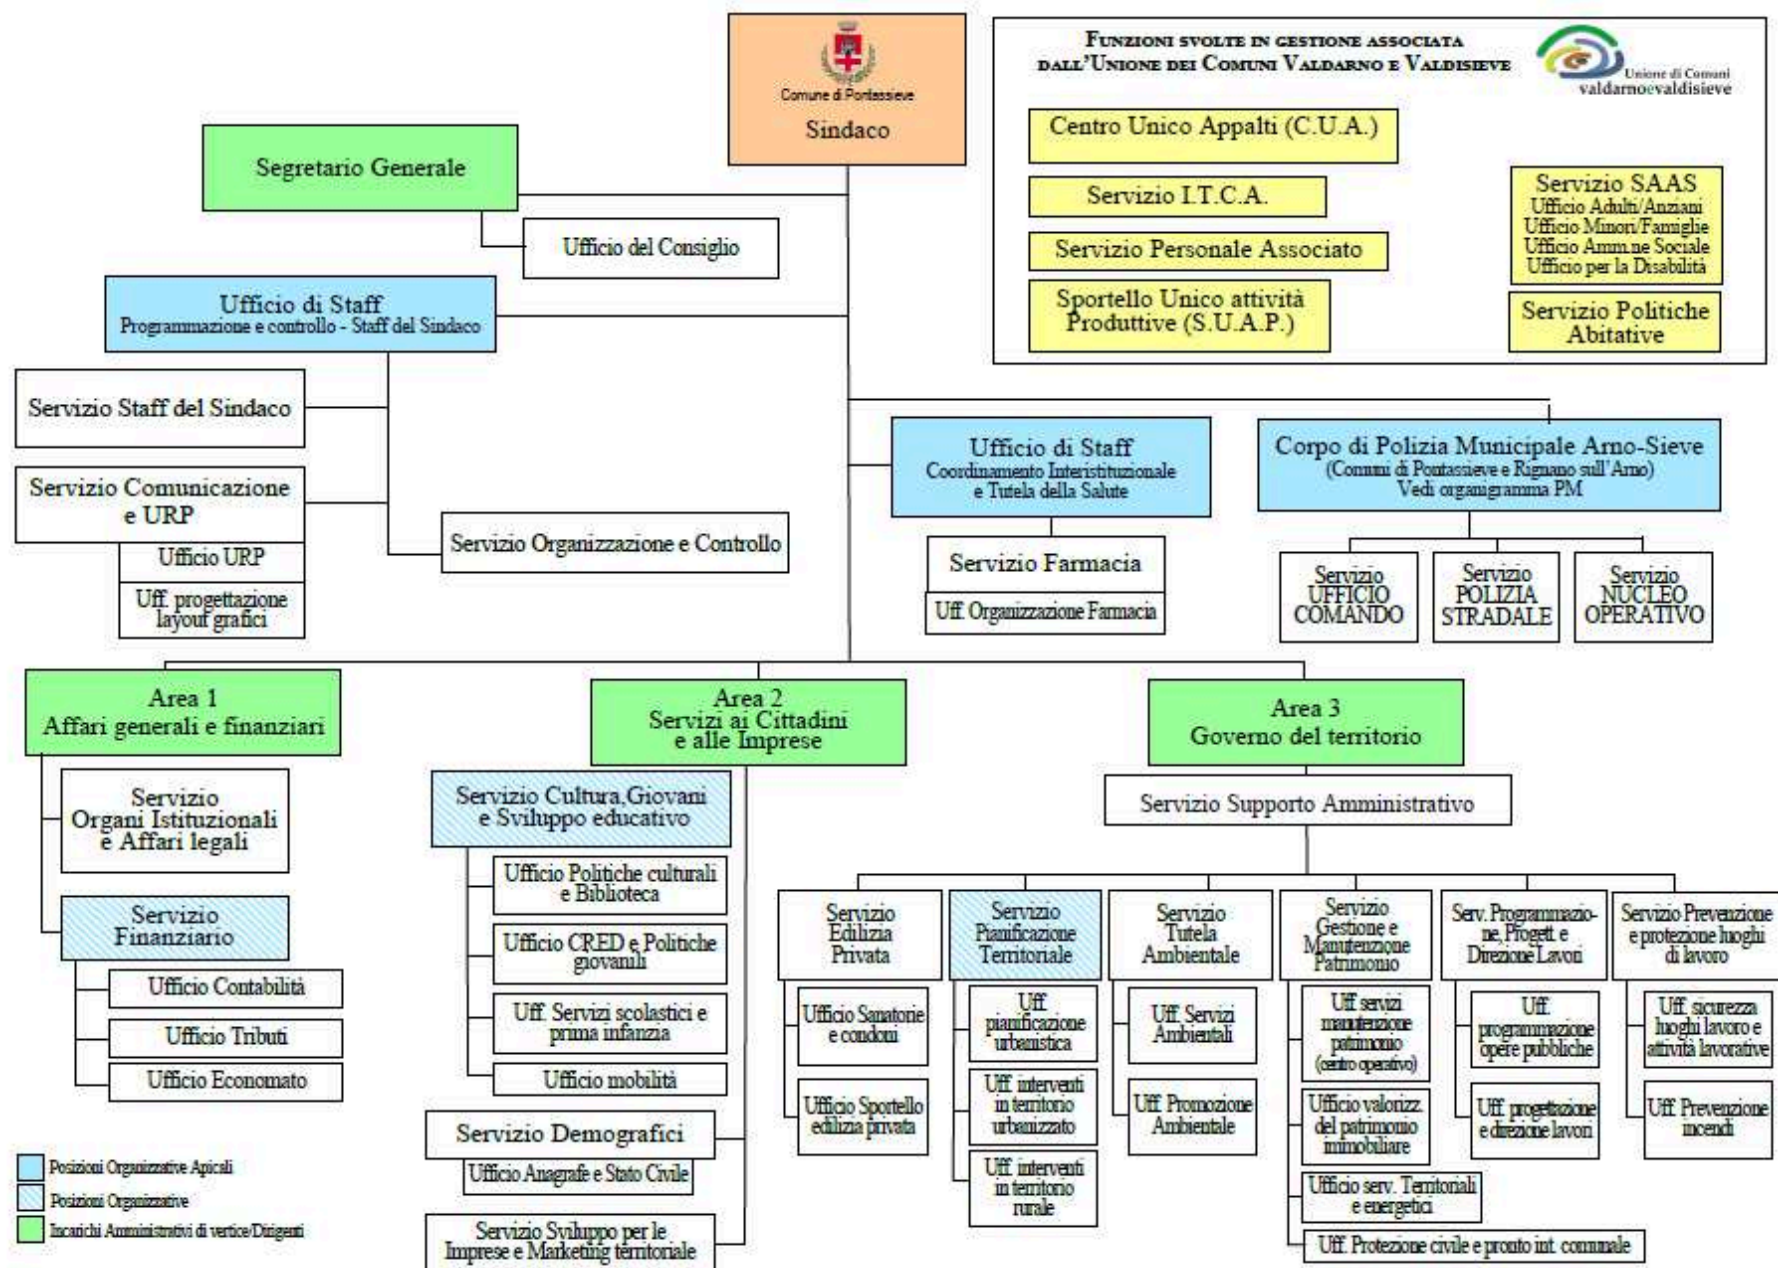 Comune di Pontassieve
Sindaco
FUNZIONI SVOLTE IN GESTIONE ASSOCIATA
DALL'UNIONE DEI COMUNI VALDARNO E VALDISIEVE
Unione di Comuni
valdarnoevaldisieve
Centro Unico Appalti (C.U.A.)
Servizio I.T.C.A.
Servizio Personale Associato
Sportello Unico attività
Produttive (S.U.A.P.)
Servizio SAAS
Ufficio Adulti/Anziani
Ufficio Minori/Famiglie
Ufficio Amm.ne Sociale
Ufficio per la Disabilità
Servizio Politiche
Abitative
Segretario Generale
Ufficio del Consiglio
Ufficio di Staff
Programmazione e controllo - Staff del Sindaco
Servizio Staff del Sindaco
Servizio Comunicazione
e URP
Ufficio URP
Uff. progettazione
layout grafici
Servizio Organizzazione e Controllo
Ufficio di Staff
Coordinamento Interistituzionale
e Tutela della Salute
Servizio Farmacia
Uff. Organizzazione Farmacia
Corpo di Polizia Municipale Arno-Sieve
(Comuni di Pontassieve e Rignano sull'Arno)
Vedi organigramma PM
Servizio
UFFICIO
COMANDO
Servizio
POLIZIA
STRADALE
Servizio
NUCLEO
OPERATIVO
Area 1
Affari generali e finanziari
Servizio
Organi Istituzionali
e Affari legali
Servizio
Finanziario
Ufficio Contabilità
Ufficio Tributi
Ufficio Economato
Area 2
Servizi ai Cittadini
e alle Imprese
Servizio Cultura,Giovani
e Sviluppo educativo
Ufficio Politiche culturali
e Biblioteca
Ufficio CRED e Politiche
giovanili
Uff. Servizi scolastici e
prima infanzia
Ufficio mobilità
Servizio Demografici
Ufficio Anagrafe e Stato Civile
Servizio Sviluppo per le
Imprese e Marketing territoriale
Area 3
Governo del territorio
Servizio Supporto Amministrativo
Servizio
Edilizia
Privata
Ufficio Sanatorie
e condoni
Ufficio Sportello
edilizia privata
Servizio
Pianificazione
Territoriale
Uff.
pianificazione
urbanistica
Uff. interventi
in territorio
urbanizzato
Uff. interventi
in territorio
rurale
Servizio
Tutela
Ambientale
Uff. Servizi
Ambientali
Uff. Promozione
Ambientale
Servizio
Gestione e
Manutenzione
Patrimonio
Uff servizi
manutenzione
patrimonio
(centro operativo)
Ufficio valorizz.
del patrimonio
immobiliare
Ufficio serv. Territoriali
e energetici
Uff. Protezione civile e pronto int. comunale
Serv. Programmazio-
ne, Progett. e
Direzione Lavori
Uff.
programmazione
opere pubbliche
Uff. progettazione
e direzione lavori
Servizio Prevenzione
e protezione luoghi
di lavoro
Uff. sicurezza
luoghi lavoro e
attività lavorative
Uff. Prevenzione
incendi
Posizioni Organizzative Apicali
Posizioni Organizzative
Incarichi Amministrativi di vertice/Dirigenti